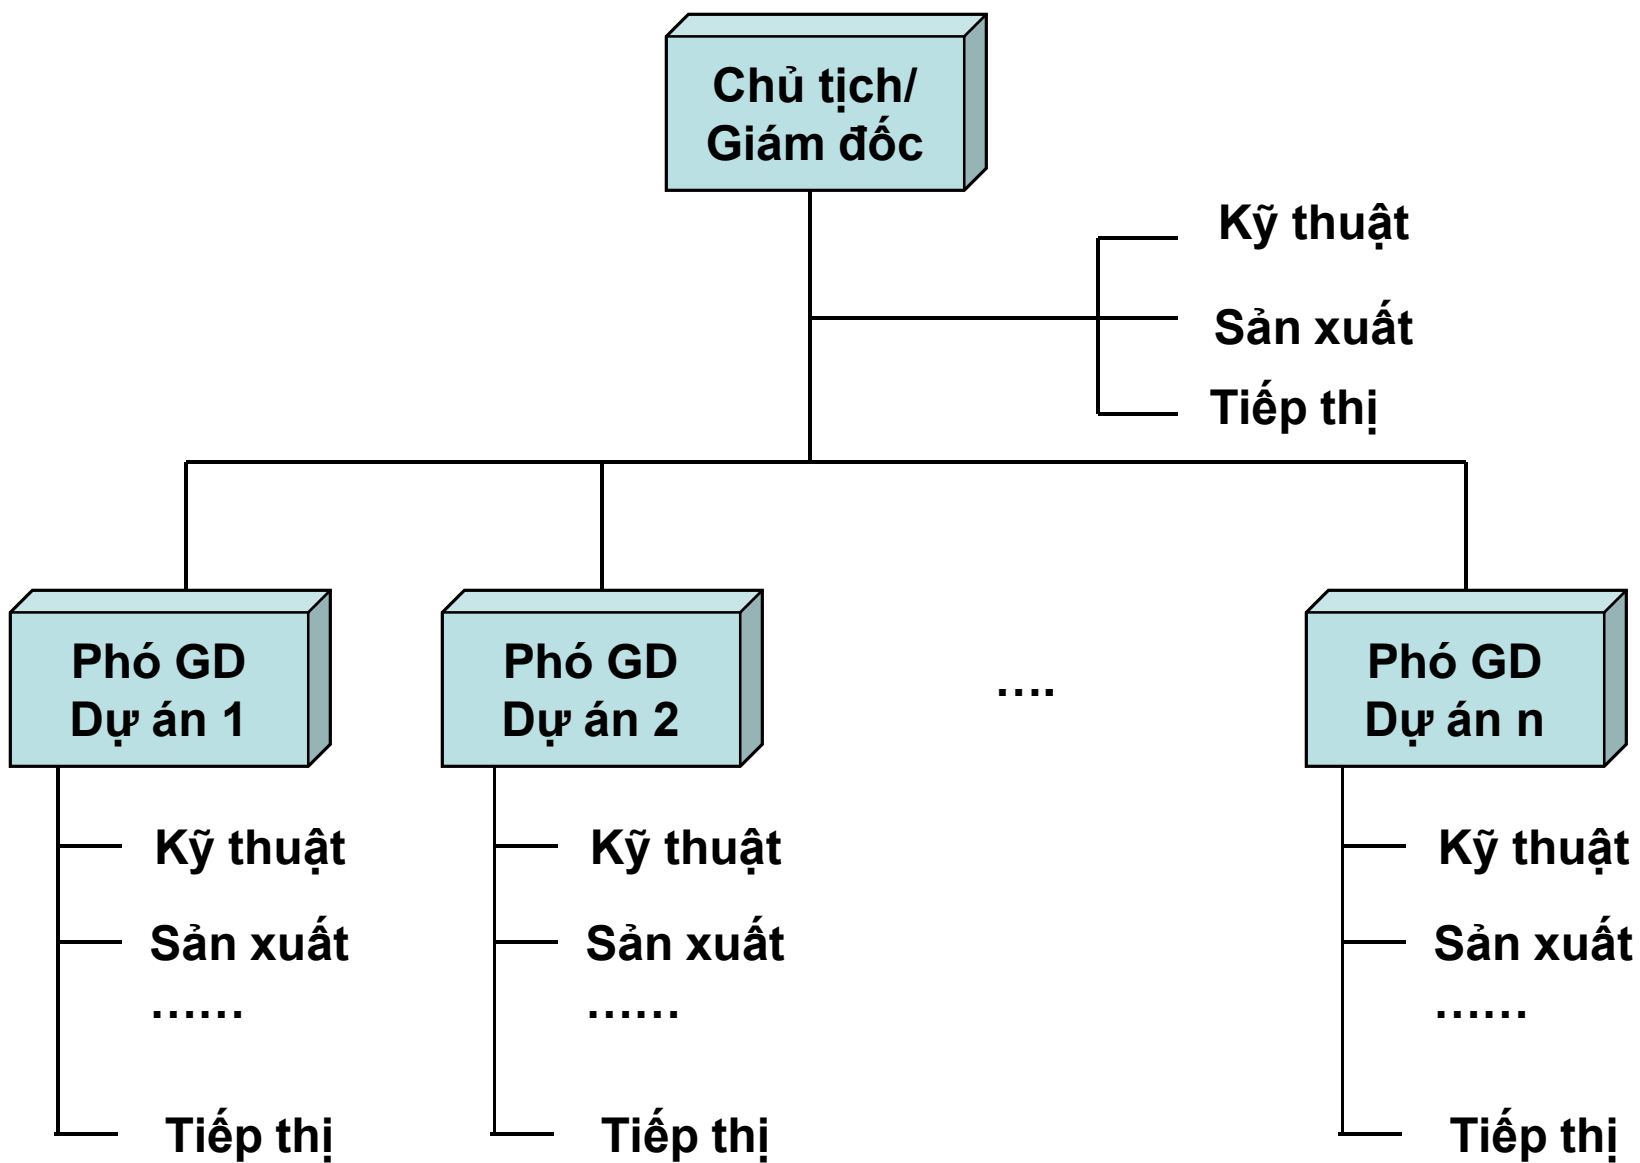 Chủ tịch/
Giám đốc
Kỹ thuật
Sản xuất
Tiếp thị
Phó GD
Dự án 1
Phó GD
Dự án 2
....
Phó GD
Dự án n
Kỹ thuật
Sản xuất
......
Tiếp thị
Kỹ thuật
Sản xuất
......
Tiếp thị
Kỹ thuật
Sản xuất
......
Tiếp thị